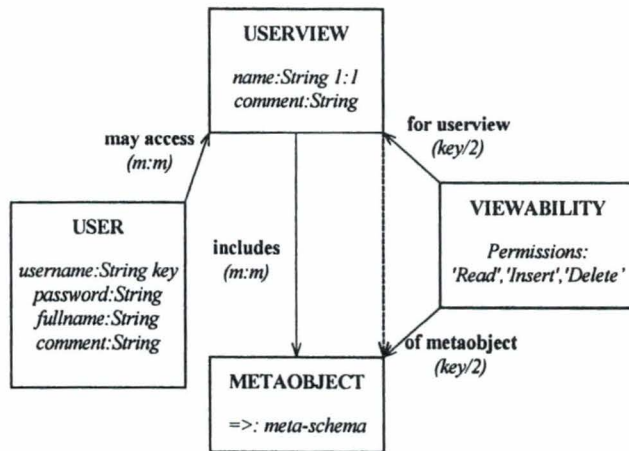 USERVIEW
name:String 1:1
comment:String
may access
(m:m)
for userview
(key/2)
USER
username:String key
password:String
fullname:String
comment:String
includes
(m:m)
VIEWABILITY
Permissions:
'Read','Insert','Delete'
of metaobject
(key/2)
METAOBJECT
=>: meta-schema